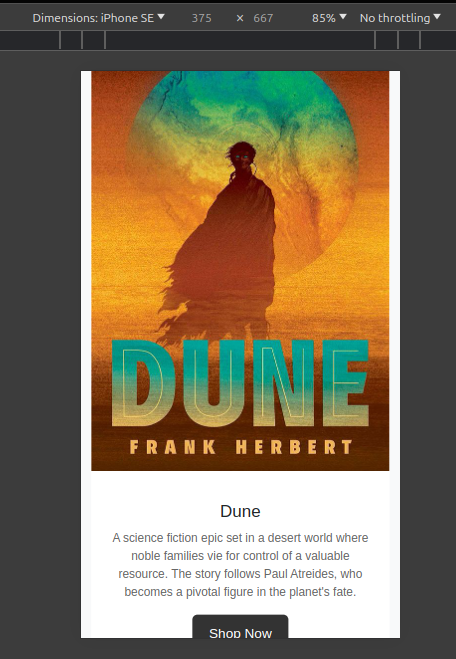 Dimensions: iPhone SE 375 × 667 85% No throttling
DUNE
FRANK HERBERT
Dune
A science fiction epic set in a desert world where
noble families vie for control of a valuable
resource. The story follows Paul Atreides, who
becomes a pivotal figure in the planet's fate.
Shop Now